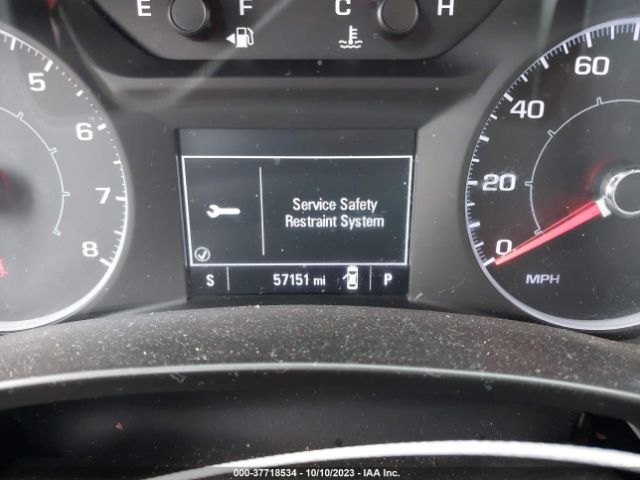 E F C H
5
6
7
8
Service Safety
Restraint System
S 57151 mi P
60
40
20
0
MPH
000-37718534 - 10/10/2023 - IAA Inc.